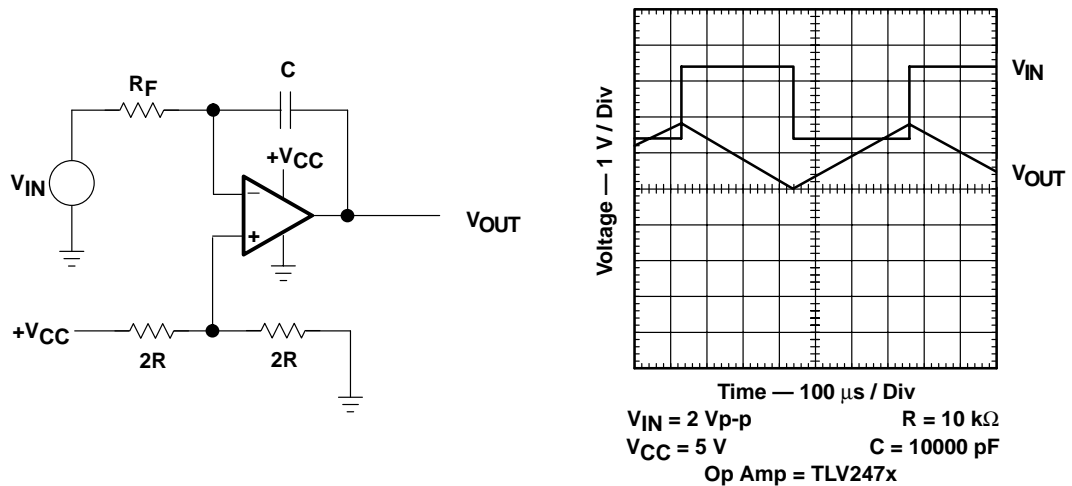 RF
C
+VCC
VIN
−
+
VOUT
+VCC
2R
2R
Voltage — 1 V / Div
VIN
VOUT
Time — 100 μs / Div
VIN = 2 Vp-p
R = 10 kΩ
VCC = 5 V
C = 10000 pF
Op Amp = TLV247x